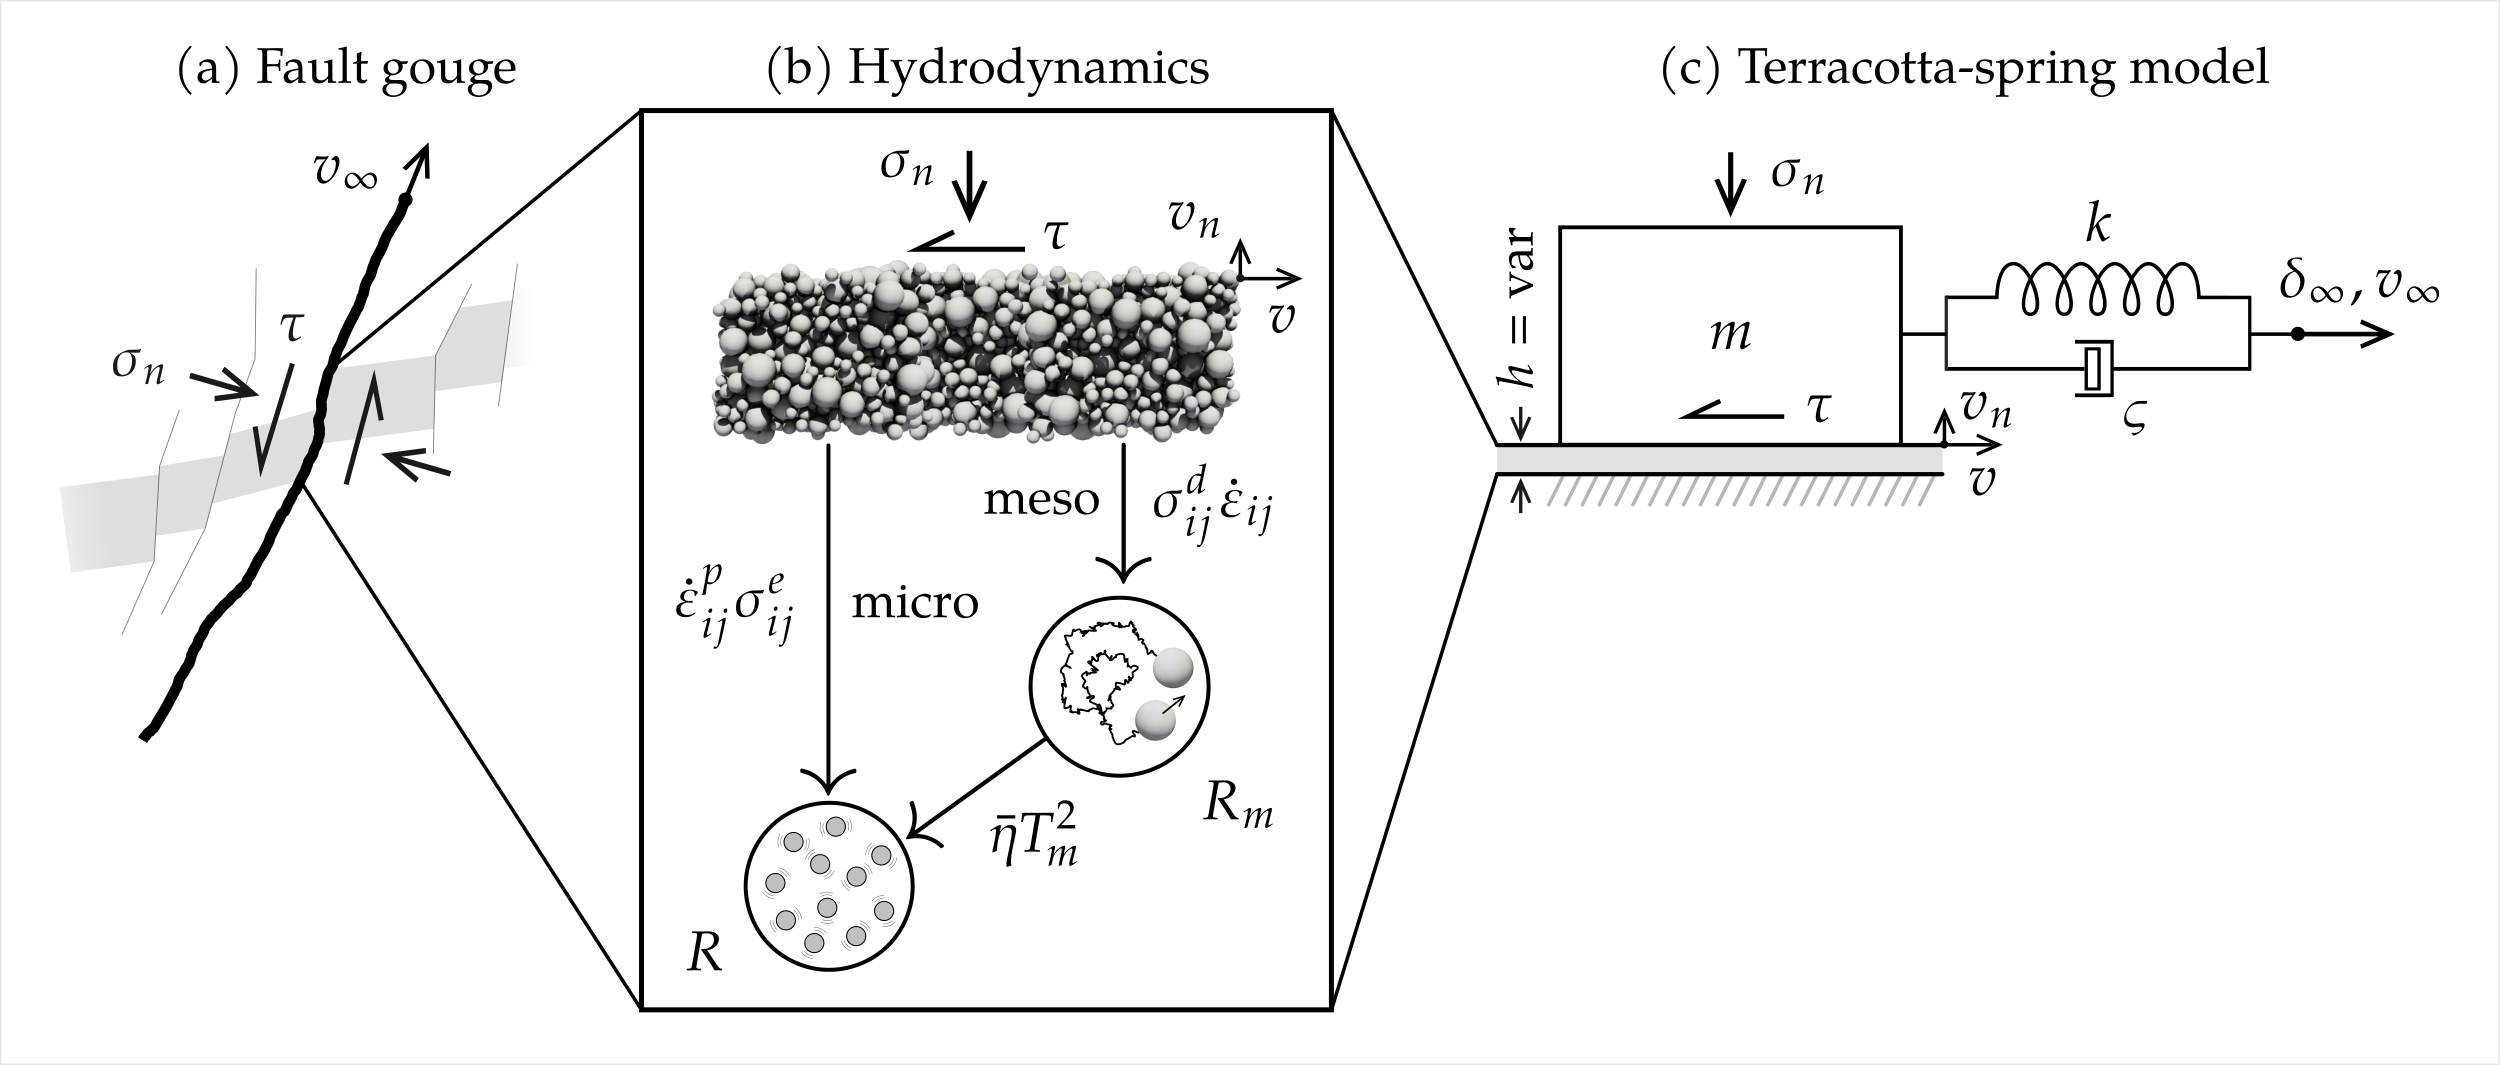 (a) Fault gouge
v∞
τ
σn
(b) Hydrodynamics
σn
τ
vn
v
meso
σ^d_ij ε̇_ij
ε̇^p_ij σ^e_ij
micro
Rm
η̄T²m
R
(c) Terracotta-spring model
σn
h = var
m
τ
k
ζ
δ∞, v∞
vn
v